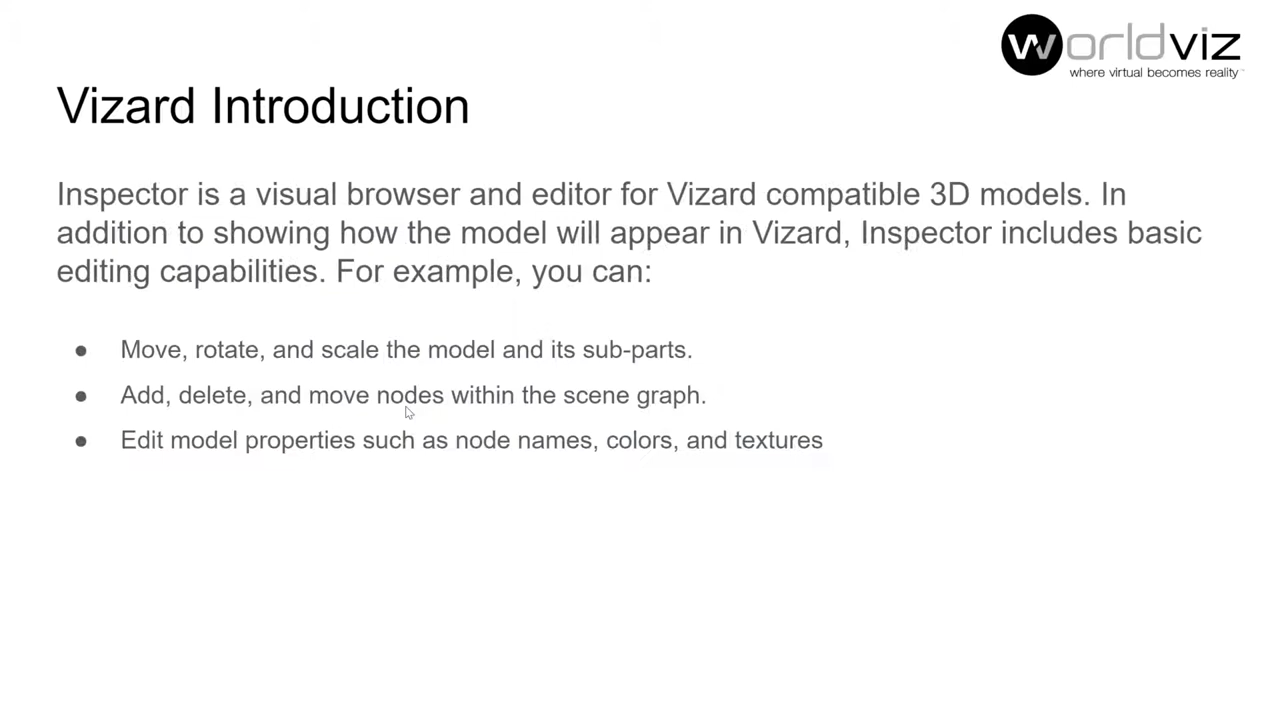 worldviz
where virtual becomes reality™
Vizard Introduction
Inspector is a visual browser and editor for Vizard compatible 3D models. In
addition to showing how the model will appear in Vizard, Inspector includes basic
editing capabilities. For example, you can:
● Move, rotate, and scale the model and its sub-parts.
● Add, delete, and move nodes within the scene graph.
● Edit model properties such as node names, colors, and textures